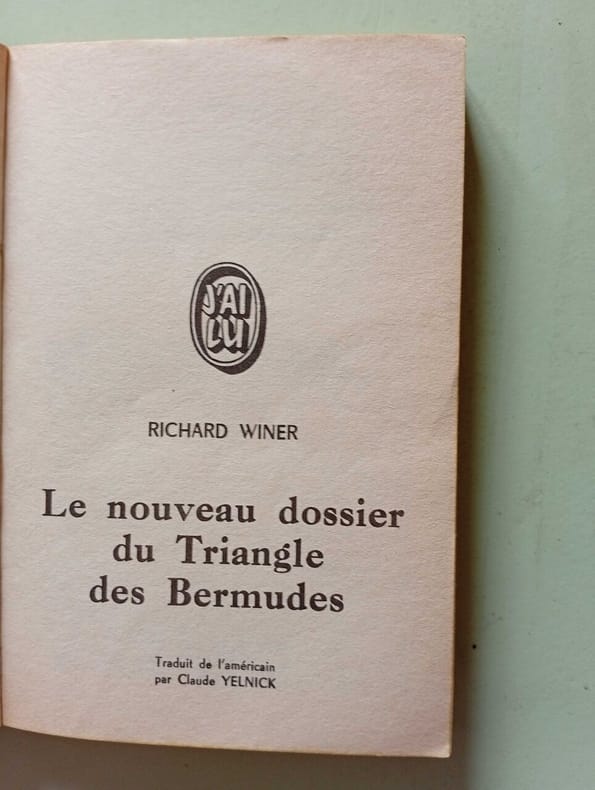 J'AI
LU
RICHARD WINER
Le nouveau dossier
du Triangle
des Bermudes
Traduit de l'américain
par Claude YELNICK